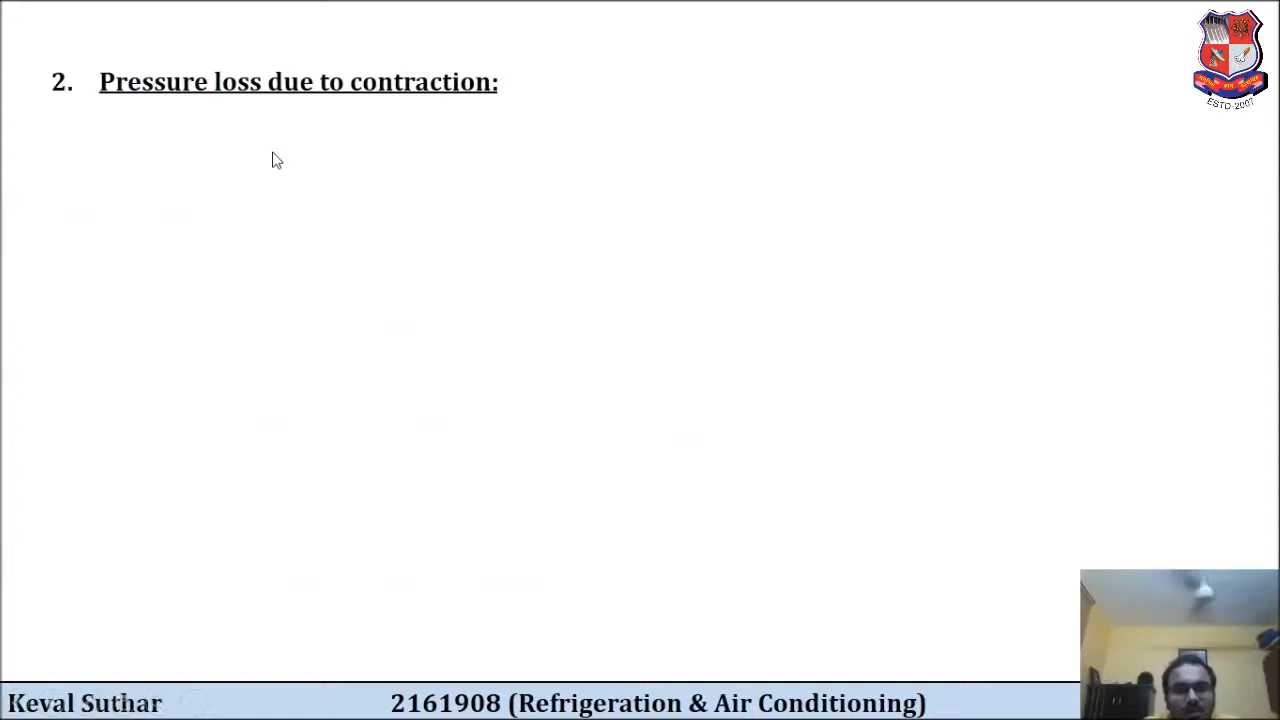 2. Pressure loss due to contraction:
ESTD-2007
Keval Suthar
2161908 (Refrigeration & Air Conditioning)